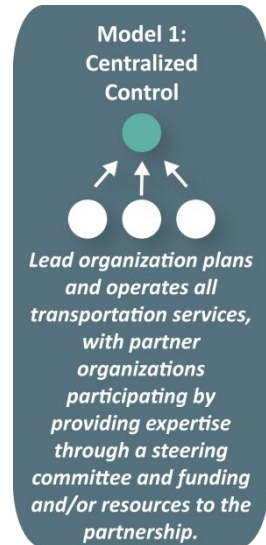 Model 1:
Centralized
Control
Lead organization plans
and operates all
transportation services,
with partner
organizations
participating by
providing expertise
through a steering
committee and funding
and/or resources to the
partnership.